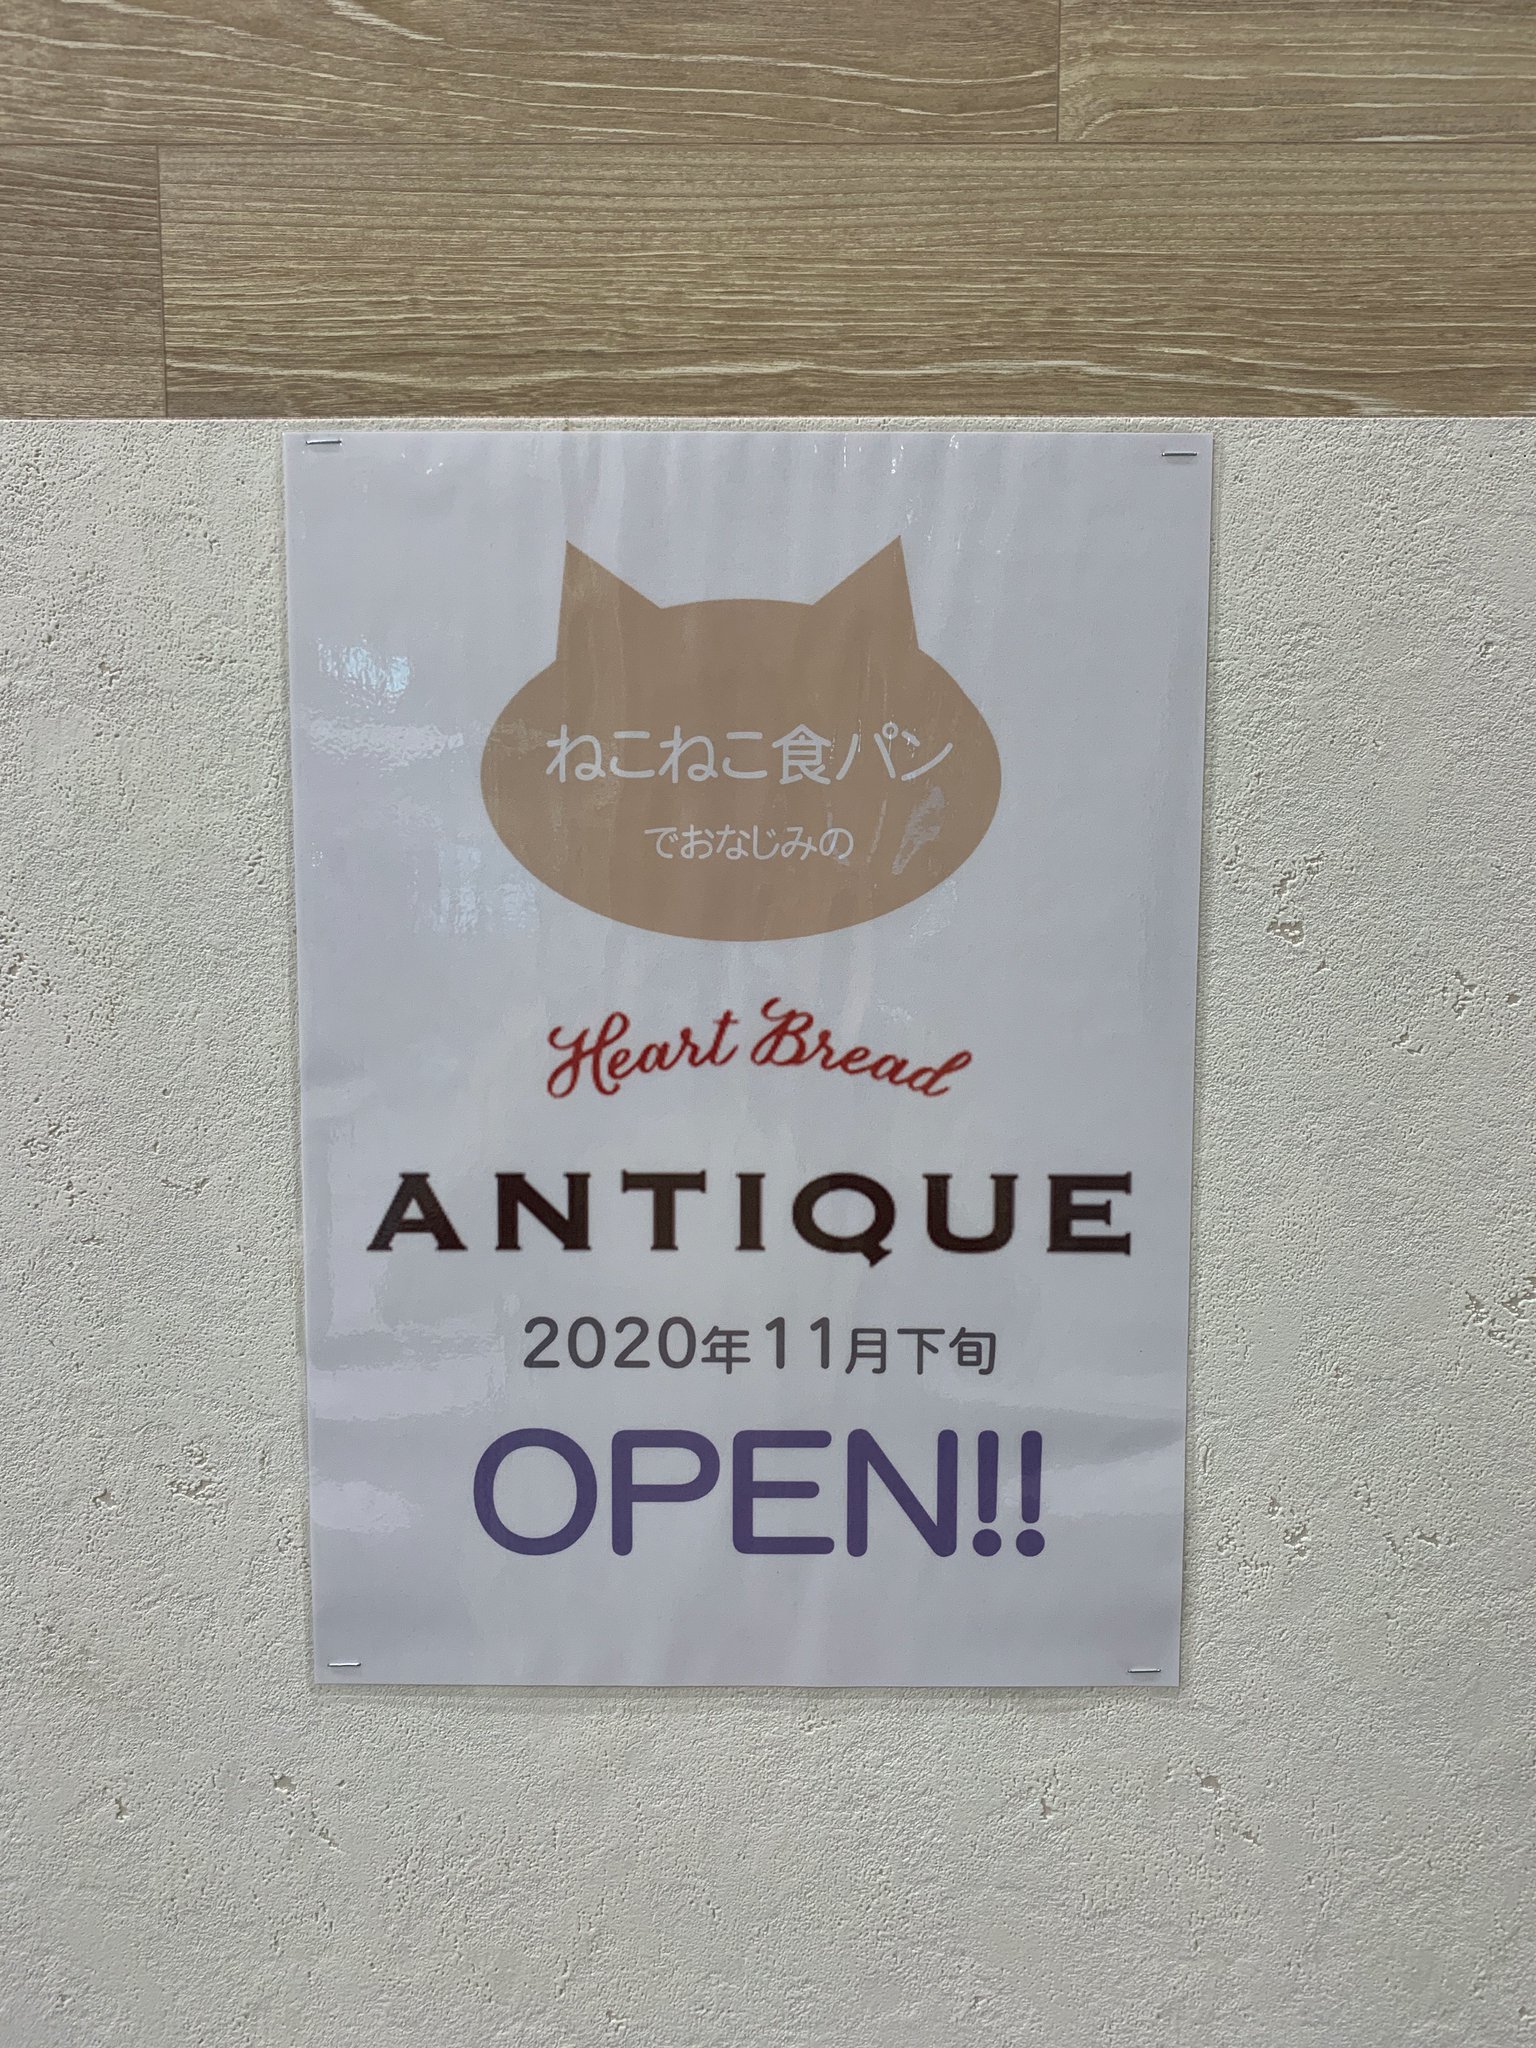 ねこねこ食パン
でおなじみの
Heart Bread
ANTIQUE
2020年11月下旬
OPEN!!